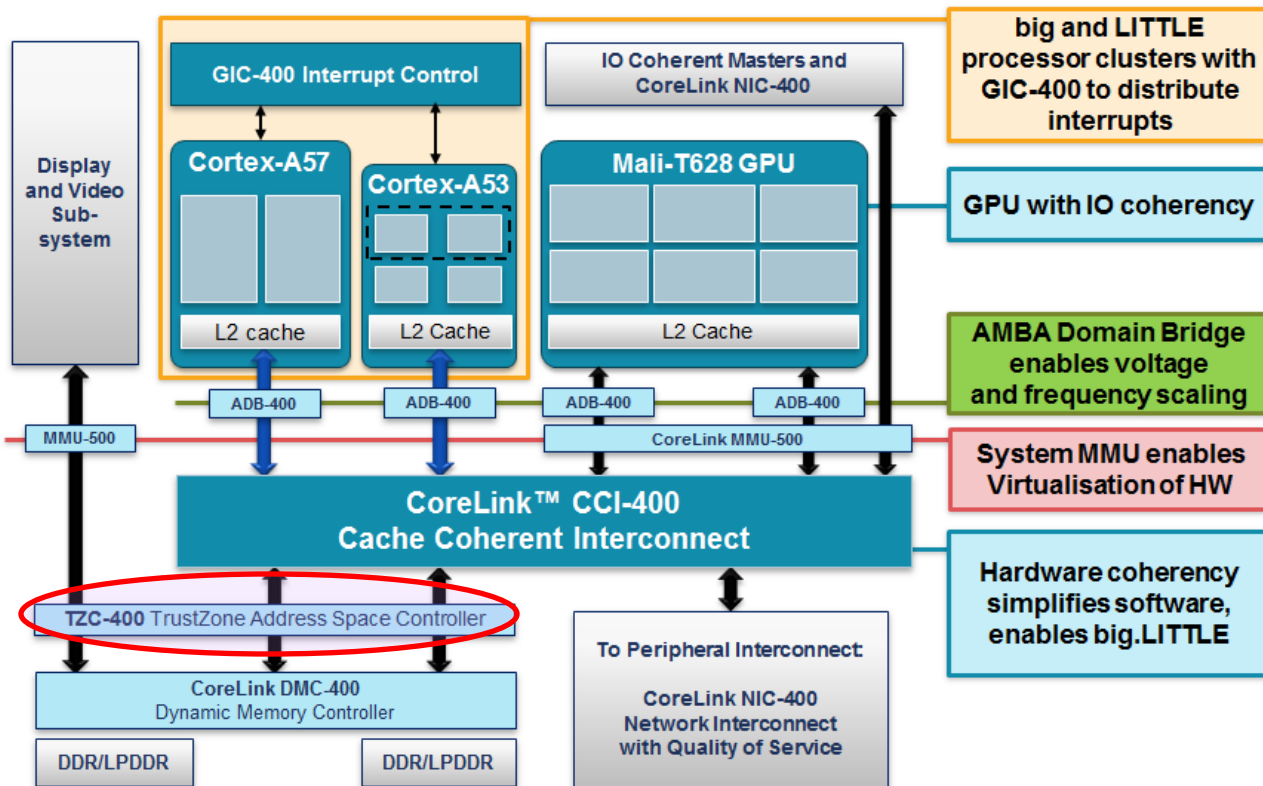 GIC-400 Interrupt Control
IO Coherent Masters and
CoreLink NIC-400
big and LITTLE
processor clusters with
GIC-400 to distribute
interrupts
Display
and Video
Sub-
system
Cortex-A57
Cortex-A53
Mali-T628 GPU
GPU with IO coherency
L2 cache
L2 Cache
L2 Cache
AMBA Domain Bridge
enables voltage
and frequency scaling
ADB-400
ADB-400
ADB-400
ADB-400
MMU-500
CoreLink MMU-500
System MMU enables
Virtualisation of HW
CoreLink™ CCI-400
Cache Coherent Interconnect
Hardware coherency
simplifies software,
enables big.LITTLE
TZC-400 TrustZone Address Space Controller
To Peripheral Interconnect:
CoreLink NIC-400
Network Interconnect
with Quality of Service
CoreLink DMC-400
Dynamic Memory Controller
DDR/LPDDR
DDR/LPDDR